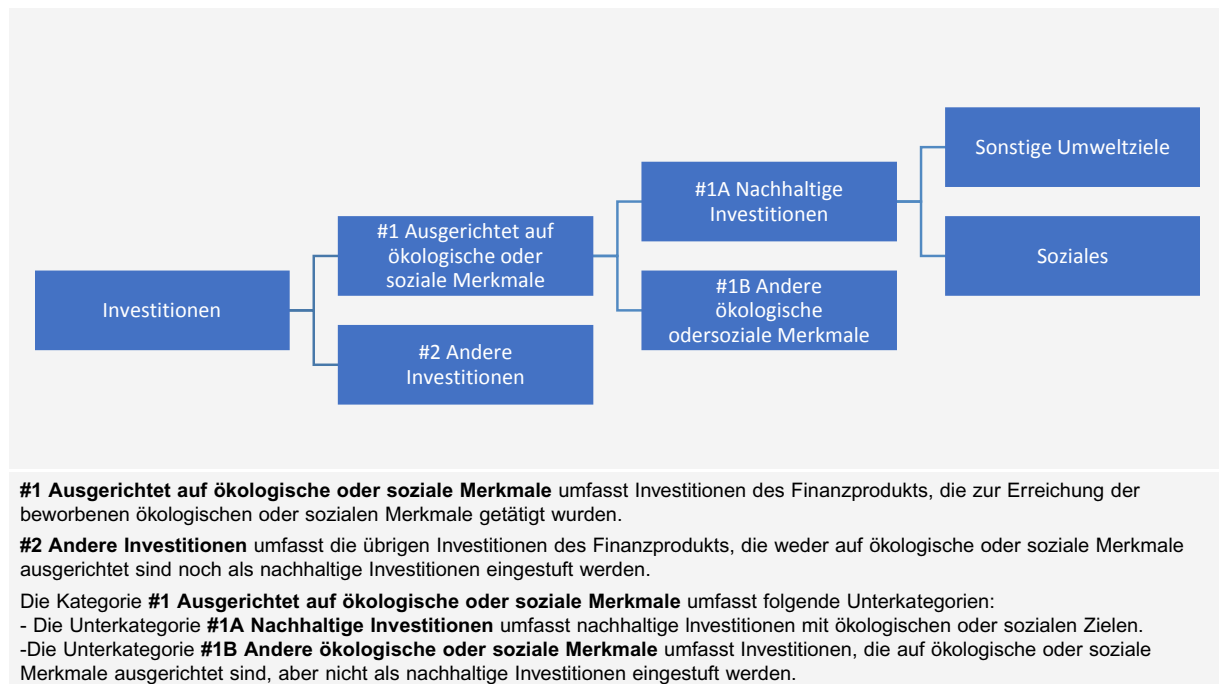 Investitionen
#1 Ausgerichtet auf
ökologische oder
soziale Merkmale
#2 Andere
Investitionen
#1A Nachhaltige
Investitionen
#1B Andere
ökologische
odersoziale Merkmale
Sonstige Umweltziele
Soziales
#1 Ausgerichtet auf ökologische oder soziale Merkmale umfasst Investitionen des Finanzprodukts, die zur Erreichung der
beworbenen ökologischen oder sozialen Merkmale getätigt wurden.
#2 Andere Investitionen umfasst die übrigen Investitionen des Finanzprodukts, die weder auf ökologische oder soziale Merkmale
ausgerichtet sind noch als nachhaltige Investitionen eingestuft werden.
Die Kategorie #1 Ausgerichtet auf ökologische oder soziale Merkmale umfasst folgende Unterkategorien:
- Die Unterkategorie #1A Nachhaltige Investitionen umfasst nachhaltige Investitionen mit ökologischen oder sozialen Zielen.
-Die Unterkategorie #1B Andere ökologische oder soziale Merkmale umfasst Investitionen, die auf ökologische oder soziale
Merkmale ausgerichtet sind, aber nicht als nachhaltige Investitionen eingestuft werden.